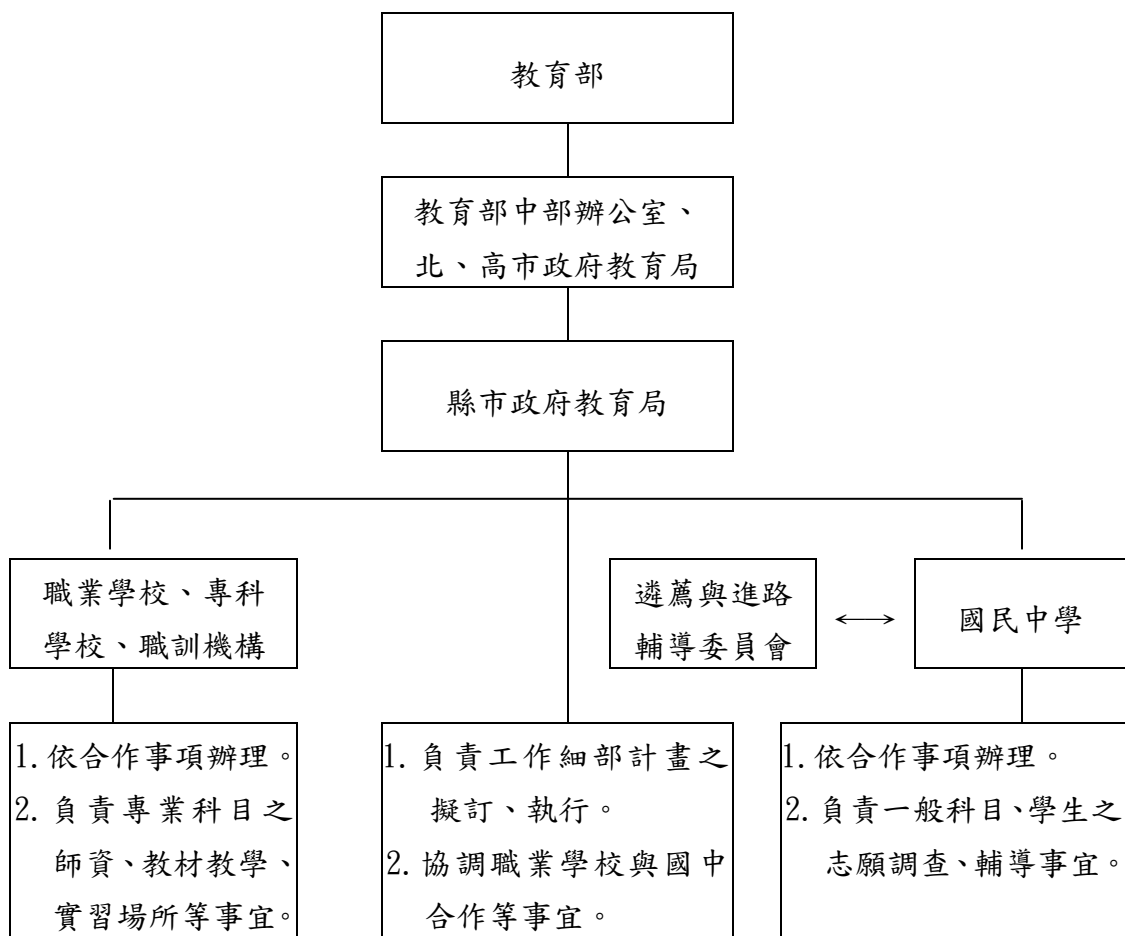 教育部
教育部中部辦公室、
北、高市政府教育局
縣市政府教育局
職業學校、專科
學校、職訓機構
遴薦與進路
輔導委員會
國民中學
1.依合作事項辦理。
2.負責專業科目之
師資、教材教學、
實習場所等事宜。
1.負責工作細部計畫之
擬訂、執行。
2.協調職業學校與國中
合作等事宜。
1.依合作事項辦理。
2.負責一般科目、學生之
志願調查、輔導事宜。